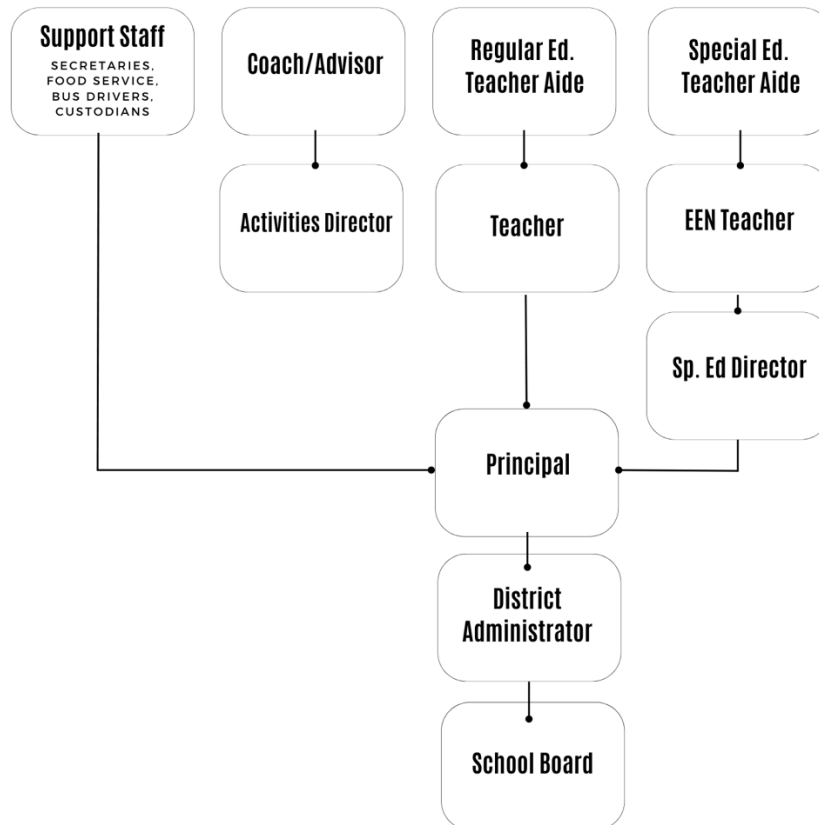 Support Staff
SECRETARIES,
FOOD SERVICE,
BUS DRIVERS,
CUSTODIANS
Coach/Advisor
Regular Ed.
Teacher Aide
Special Ed.
Teacher Aide
Activities Director
Teacher
EEN Teacher
Sp. Ed Director
Principal
District
Administrator
School Board